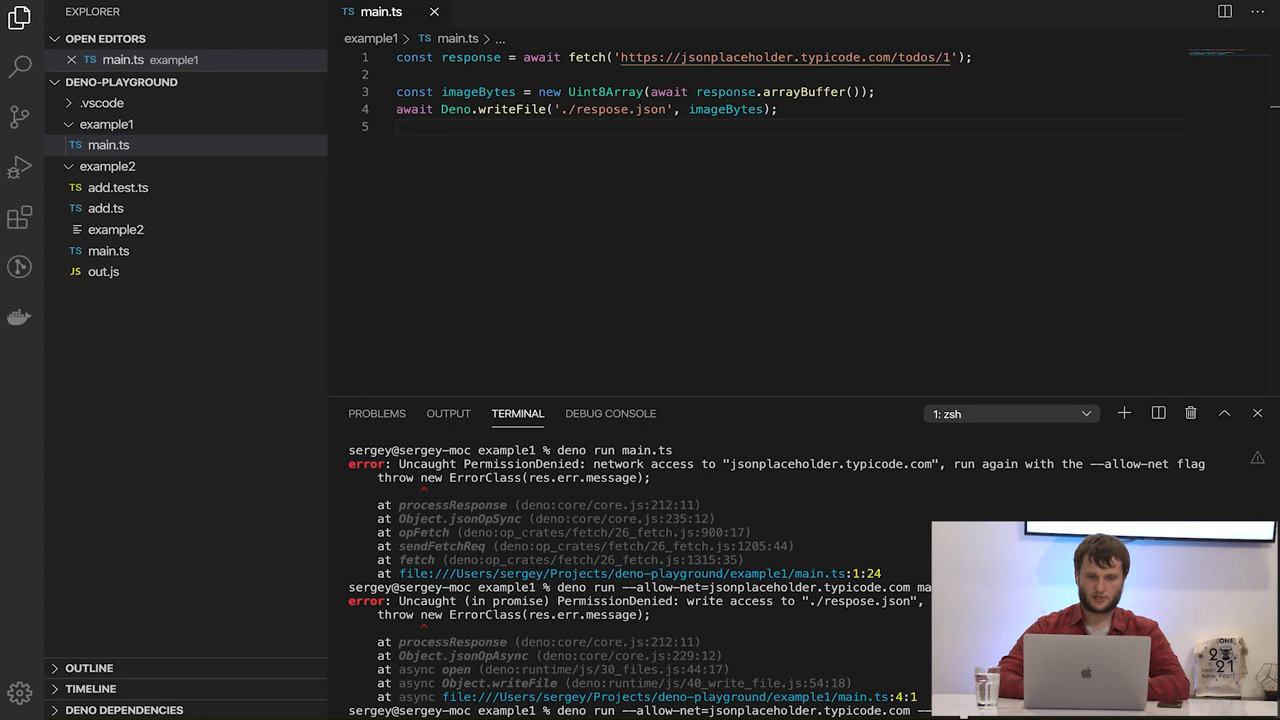 EXPLORER
TS main.ts
OPEN EDITORS
TS main.ts example1
DENO-PLAYGROUND
.vscode
example1
TS main.ts
example2
TS add.test.ts
TS add.ts
example2
TS main.ts
JS out.js
OUTLINE
TIMELINE
DENO DEPENDENCIES
example1 > TS main.ts > ...
1 const response = await fetch('https://jsonplaceholder.typicode.com/todos/1');
2
3 const imageBytes = new Uint8Array(await response.arrayBuffer());
4 await Deno.writeFile('./respose.json', imageBytes);
5
PROBLEMS OUTPUT TERMINAL DEBUG CONSOLE 1: zsh
sergey@sergey-moc example1 % deno run main.ts
error: Uncaught PermissionDenied: network access to "jsonplaceholder.typicode.com", run again with the --allow-net flag
throw new ErrorClass(res.err.message);
^
at processResponse (deno:core/core.js:212:11)
at Object.jsonOpSync (deno:core/core.js:235:12)
at opFetch (deno:op_crates/fetch/26_fetch.js:900:17)
at sendFetchReq (deno:op_crates/fetch/26_fetch.js:1205:44)
at fetch (deno:op_crates/fetch/26_fetch.js:1315:35)
at file:///Users/sergey/Projects/deno-playground/example1/main.ts:1:24
sergey@sergey-moc example1 % deno run --allow-net=jsonplaceholder.typicode.com ma
error: Uncaught (in promise) PermissionDenied: write access to "./respose.json",
throw new ErrorClass(res.err.message);
^
at processResponse (deno:core/core.js:212:11)
at Object.jsonOpAsync (deno:core/core.js:229:12)
at async open (deno:runtime/js/30_files.js:44:17)
at async Object.writeFile (deno:runtime/js/40_write_file.js:54:18)
at async file:///Users/sergey/Projects/deno-playground/example1/main.ts:4:1
sergey@sergey-moc example1 % deno run --allow-net=jsonplaceholder.typicode.com --
2021